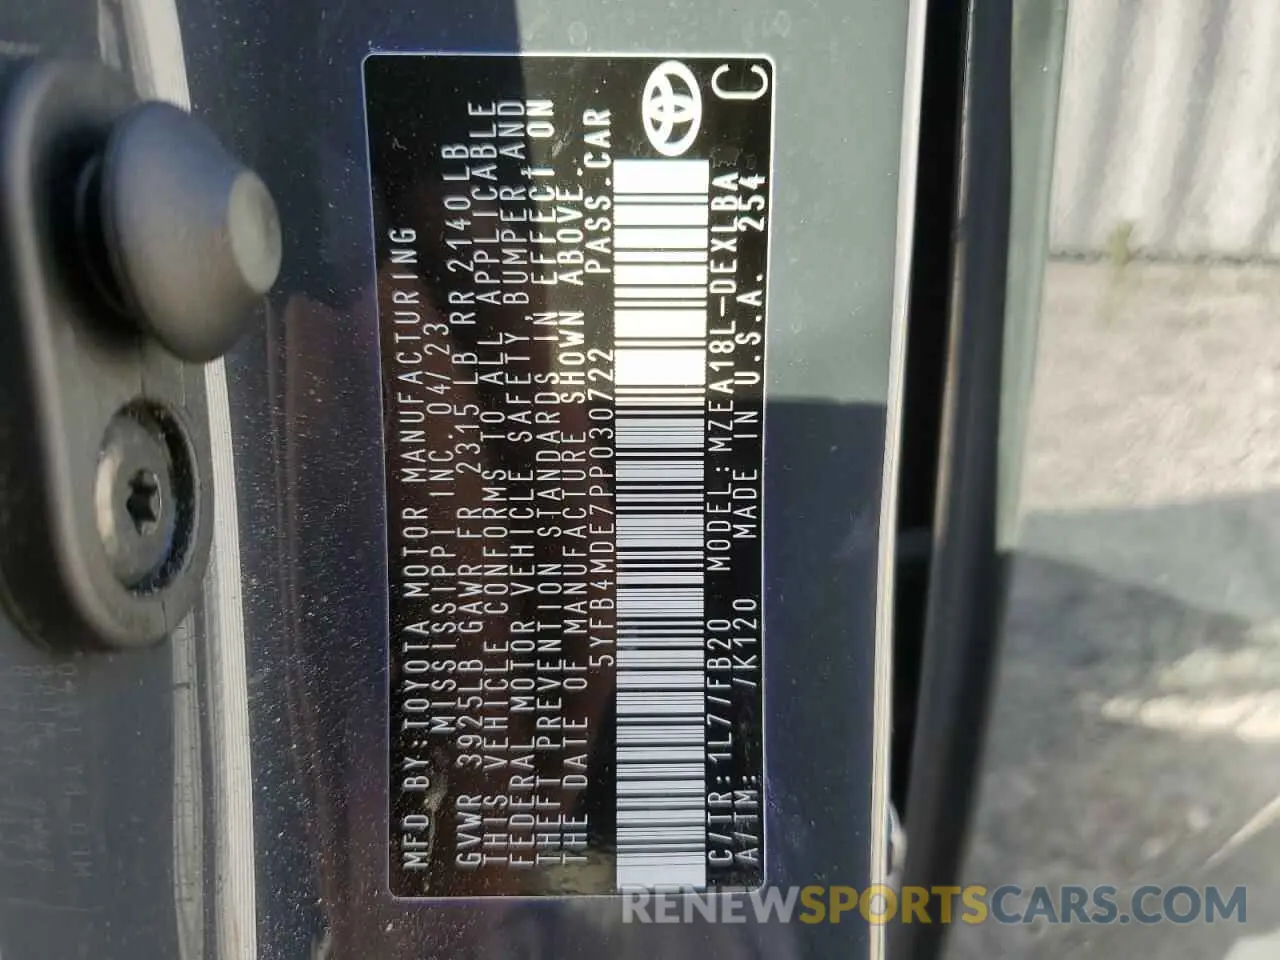 MFD BY:TOYOTA MOTOR MANUFACTURING
MISSISSIPPI INC. 04/23
GVWR 3925LB GAWR FR 2315 LB RR 2140LB
THIS VEHICLE CONFORMS TO ALL APPLICABLE
FEDERAL MOTOR VEHICLE SAFETY, BUMPER, AND
THEFT PREVENTION STANDARDS IN EFFECT ON
THE DATE OF MANUFACTURE SHOWN ABOVE.
5YFB4MDE7PP030722 PASS.CAR
C/TR:1L7/FB20 MODEL:MZEA18L-DEXLBA
A/TM: /K120 MADE IN U.S.A. 254 C
RENEWSPORTSCARS.COM